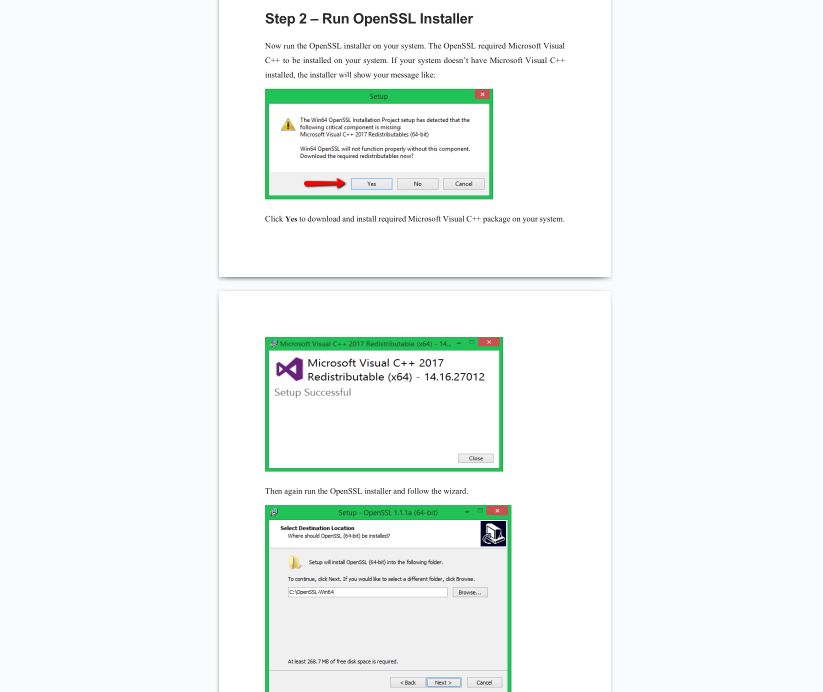 Step 2 – Run OpenSSL Installer
Now run the OpenSSL installer on your system. The OpenSSL required Microsoft Visual
C++ to be installed on your system. If your system doesn't have Microsoft Visual C++
installed, the installer will show your message like:
Setup
The Win64 OpenSSL Installation Project setup has detected that the
following critical component is missing:
Microsoft Visual C++ 2017 Redistributables (64-bit)
Win64 OpenSSL will not function properly without this component.
Download the required redistributables now?
Yes No Cancel
Click Yes to download and install required Microsoft Visual C++ package on your system.
Microsoft Visual C++ 2017 Redistributable (x64) - 14...
Microsoft Visual C++ 2017
Redistributable (x64) - 14.16.27012
Setup Successful
Close
Then again run the OpenSSL installer and follow the wizard.
Setup - OpenSSL 1.1.1a (64-bit)
Select Destination Location
Where should OpenSSL (64-bit) be installed?
Setup will install OpenSSL (64-bit) into the following folder.
To continue, click Next. If you would like to select a different folder, click Browse.
C:\OpenSSL-Win64 Browse...
At least 268.7 MB of free disk space is required.
< Back Next > Cancel